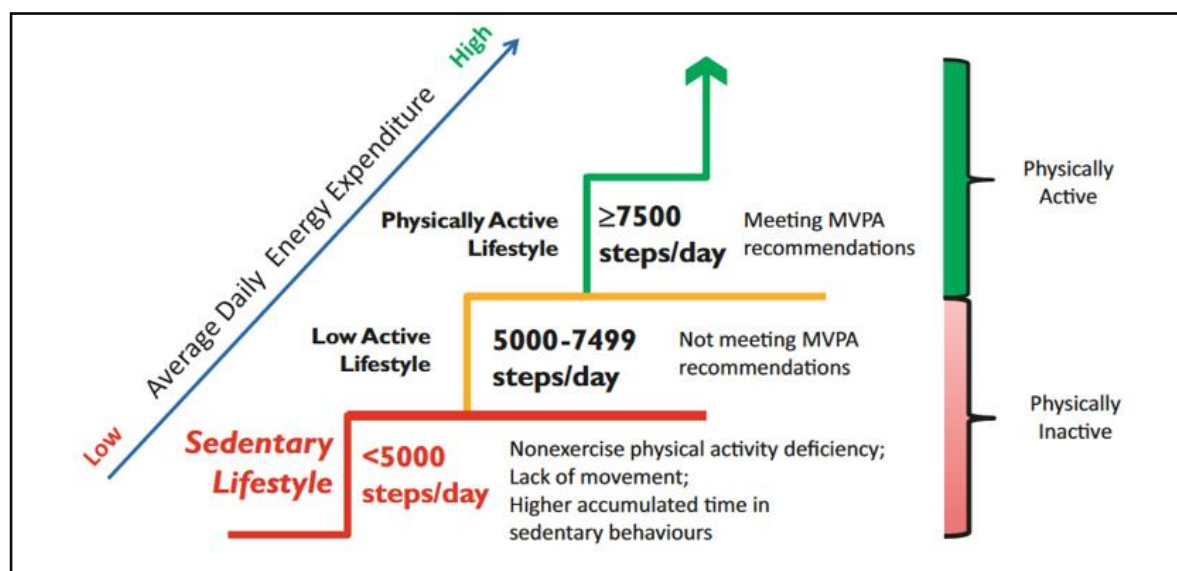 High
Average Daily Energy Expenditure
Low
Physically Active
Lifestyle
≥7500
steps/day
Meeting MVPA
recommendations
Physically
Active
Low Active
Lifestyle
5000-7499
steps/day
Not meeting MVPA
recommendations
Physically
Inactive
Sedentary
Lifestyle
<5000
steps/day
Nonexercise physical activity deficiency;
Lack of movement;
Higher accumulated time in
sedentary behaviours